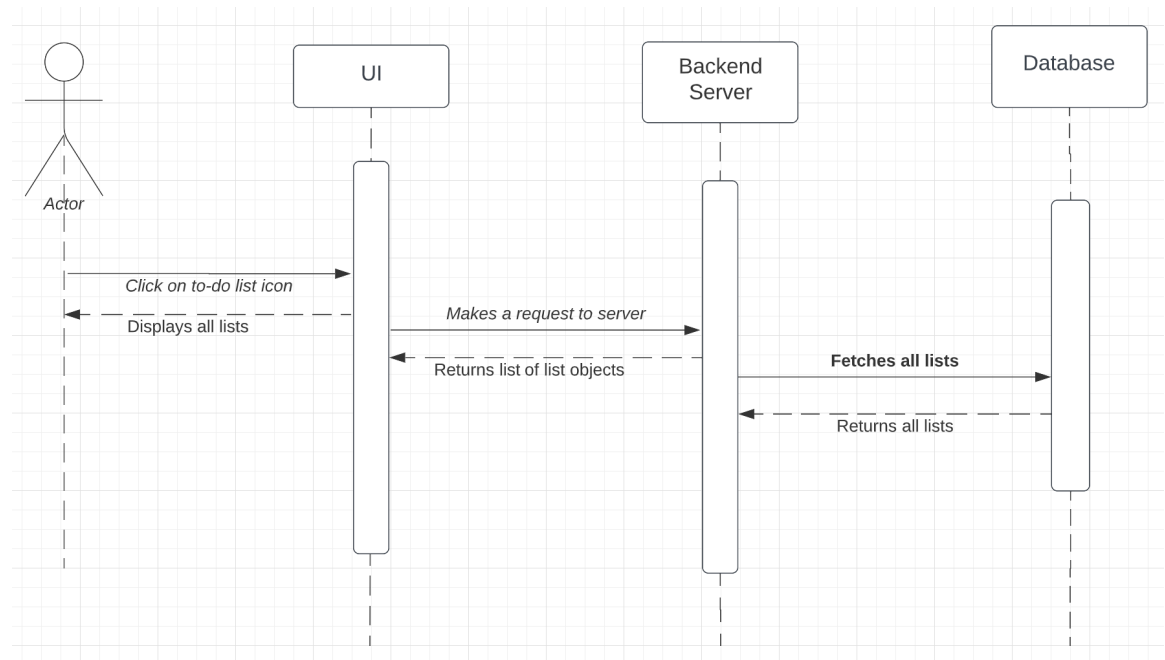 UI
Backend
Server
Database
Actor
Click on to-do list icon
Displays all lists
Makes a request to server
Returns list of list objects
Fetches all lists
Returns all lists